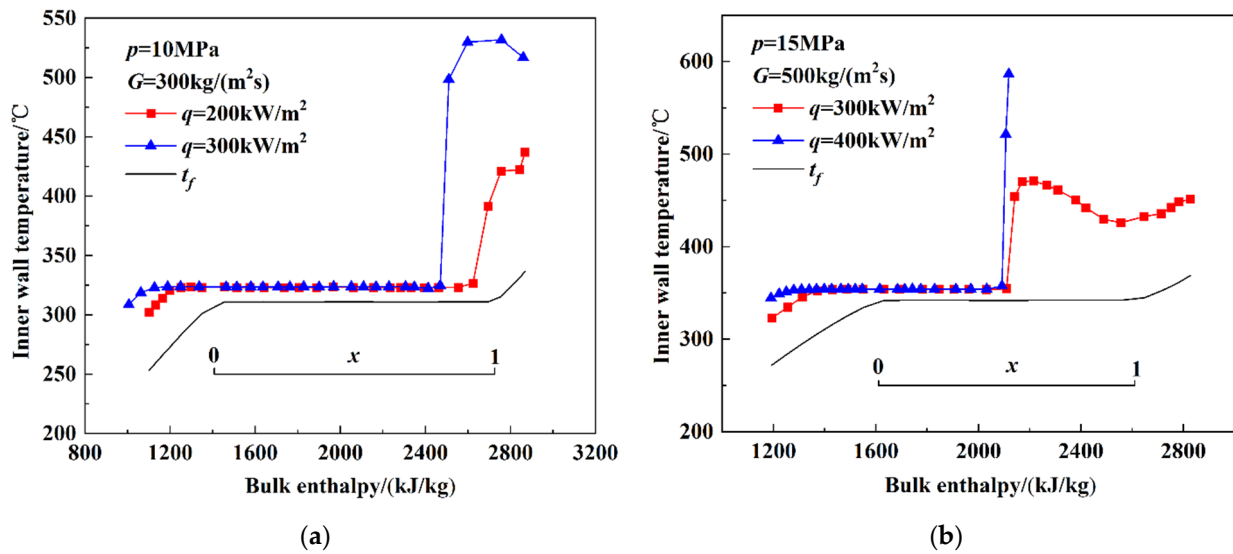 550
500
450
400
350
300
250
200
Inner wall temperature/℃
p=10MPa
G=300kg/(m²s)
q=200kW/m²
q=300kW/m²
t_f
0 x 1
800 1200 1600 2000 2400 2800 3200
Bulk enthalpy/(kJ/kg)
(a)
600
500
400
300
200
Inner wall temperature/℃
p=15MPa
G=500kg/(m²s)
q=300kW/m²
q=400kW/m²
t_f
0 x 1
1200 1600 2000 2400 2800
Bulk enthalpy/(kJ/kg)
(b)